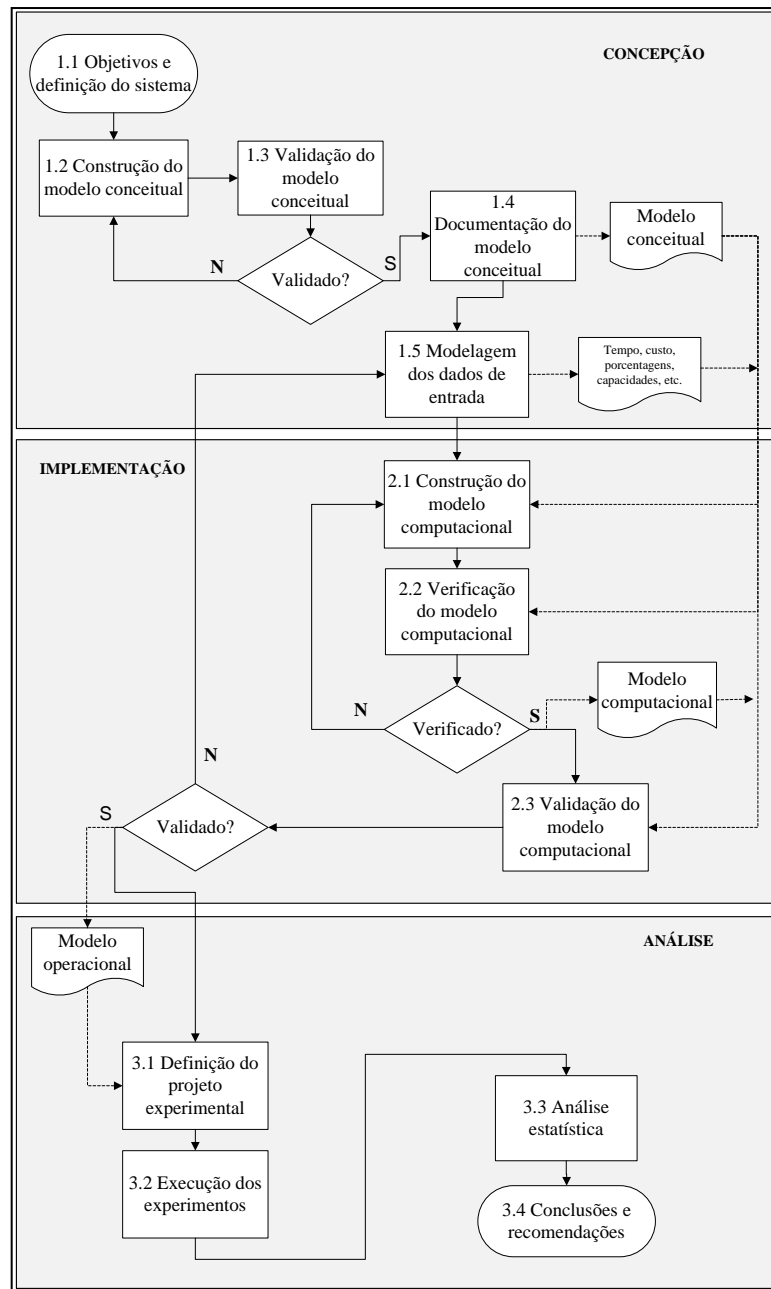 CONCEPÇÃO
1.1 Objetivos e
definição do sistema
1.2 Construção do
modelo conceitual
1.3 Validação do
modelo
conceitual
Validado?
N
S
1.4
Documentação do
modelo
conceitual
Modelo
conceitual
1.5 Modelagem
dos dados de
entrada
Tempo, custo,
porcentagens,
capacidades, etc.
IMPLEMENTAÇÃO
2.1 Construção do
modelo
computacional
2.2 Verificação
do modelo
computacional
Verificado?
N
S
Modelo
computacional
2.3 Validação do
modelo
computacional
Validado?
N
S
ANÁLISE
Modelo
operacional
3.1 Definição do
projeto
experimental
3.2 Execução dos
experimentos
3.3 Análise
estatística
3.4 Conclusões e
recomendações